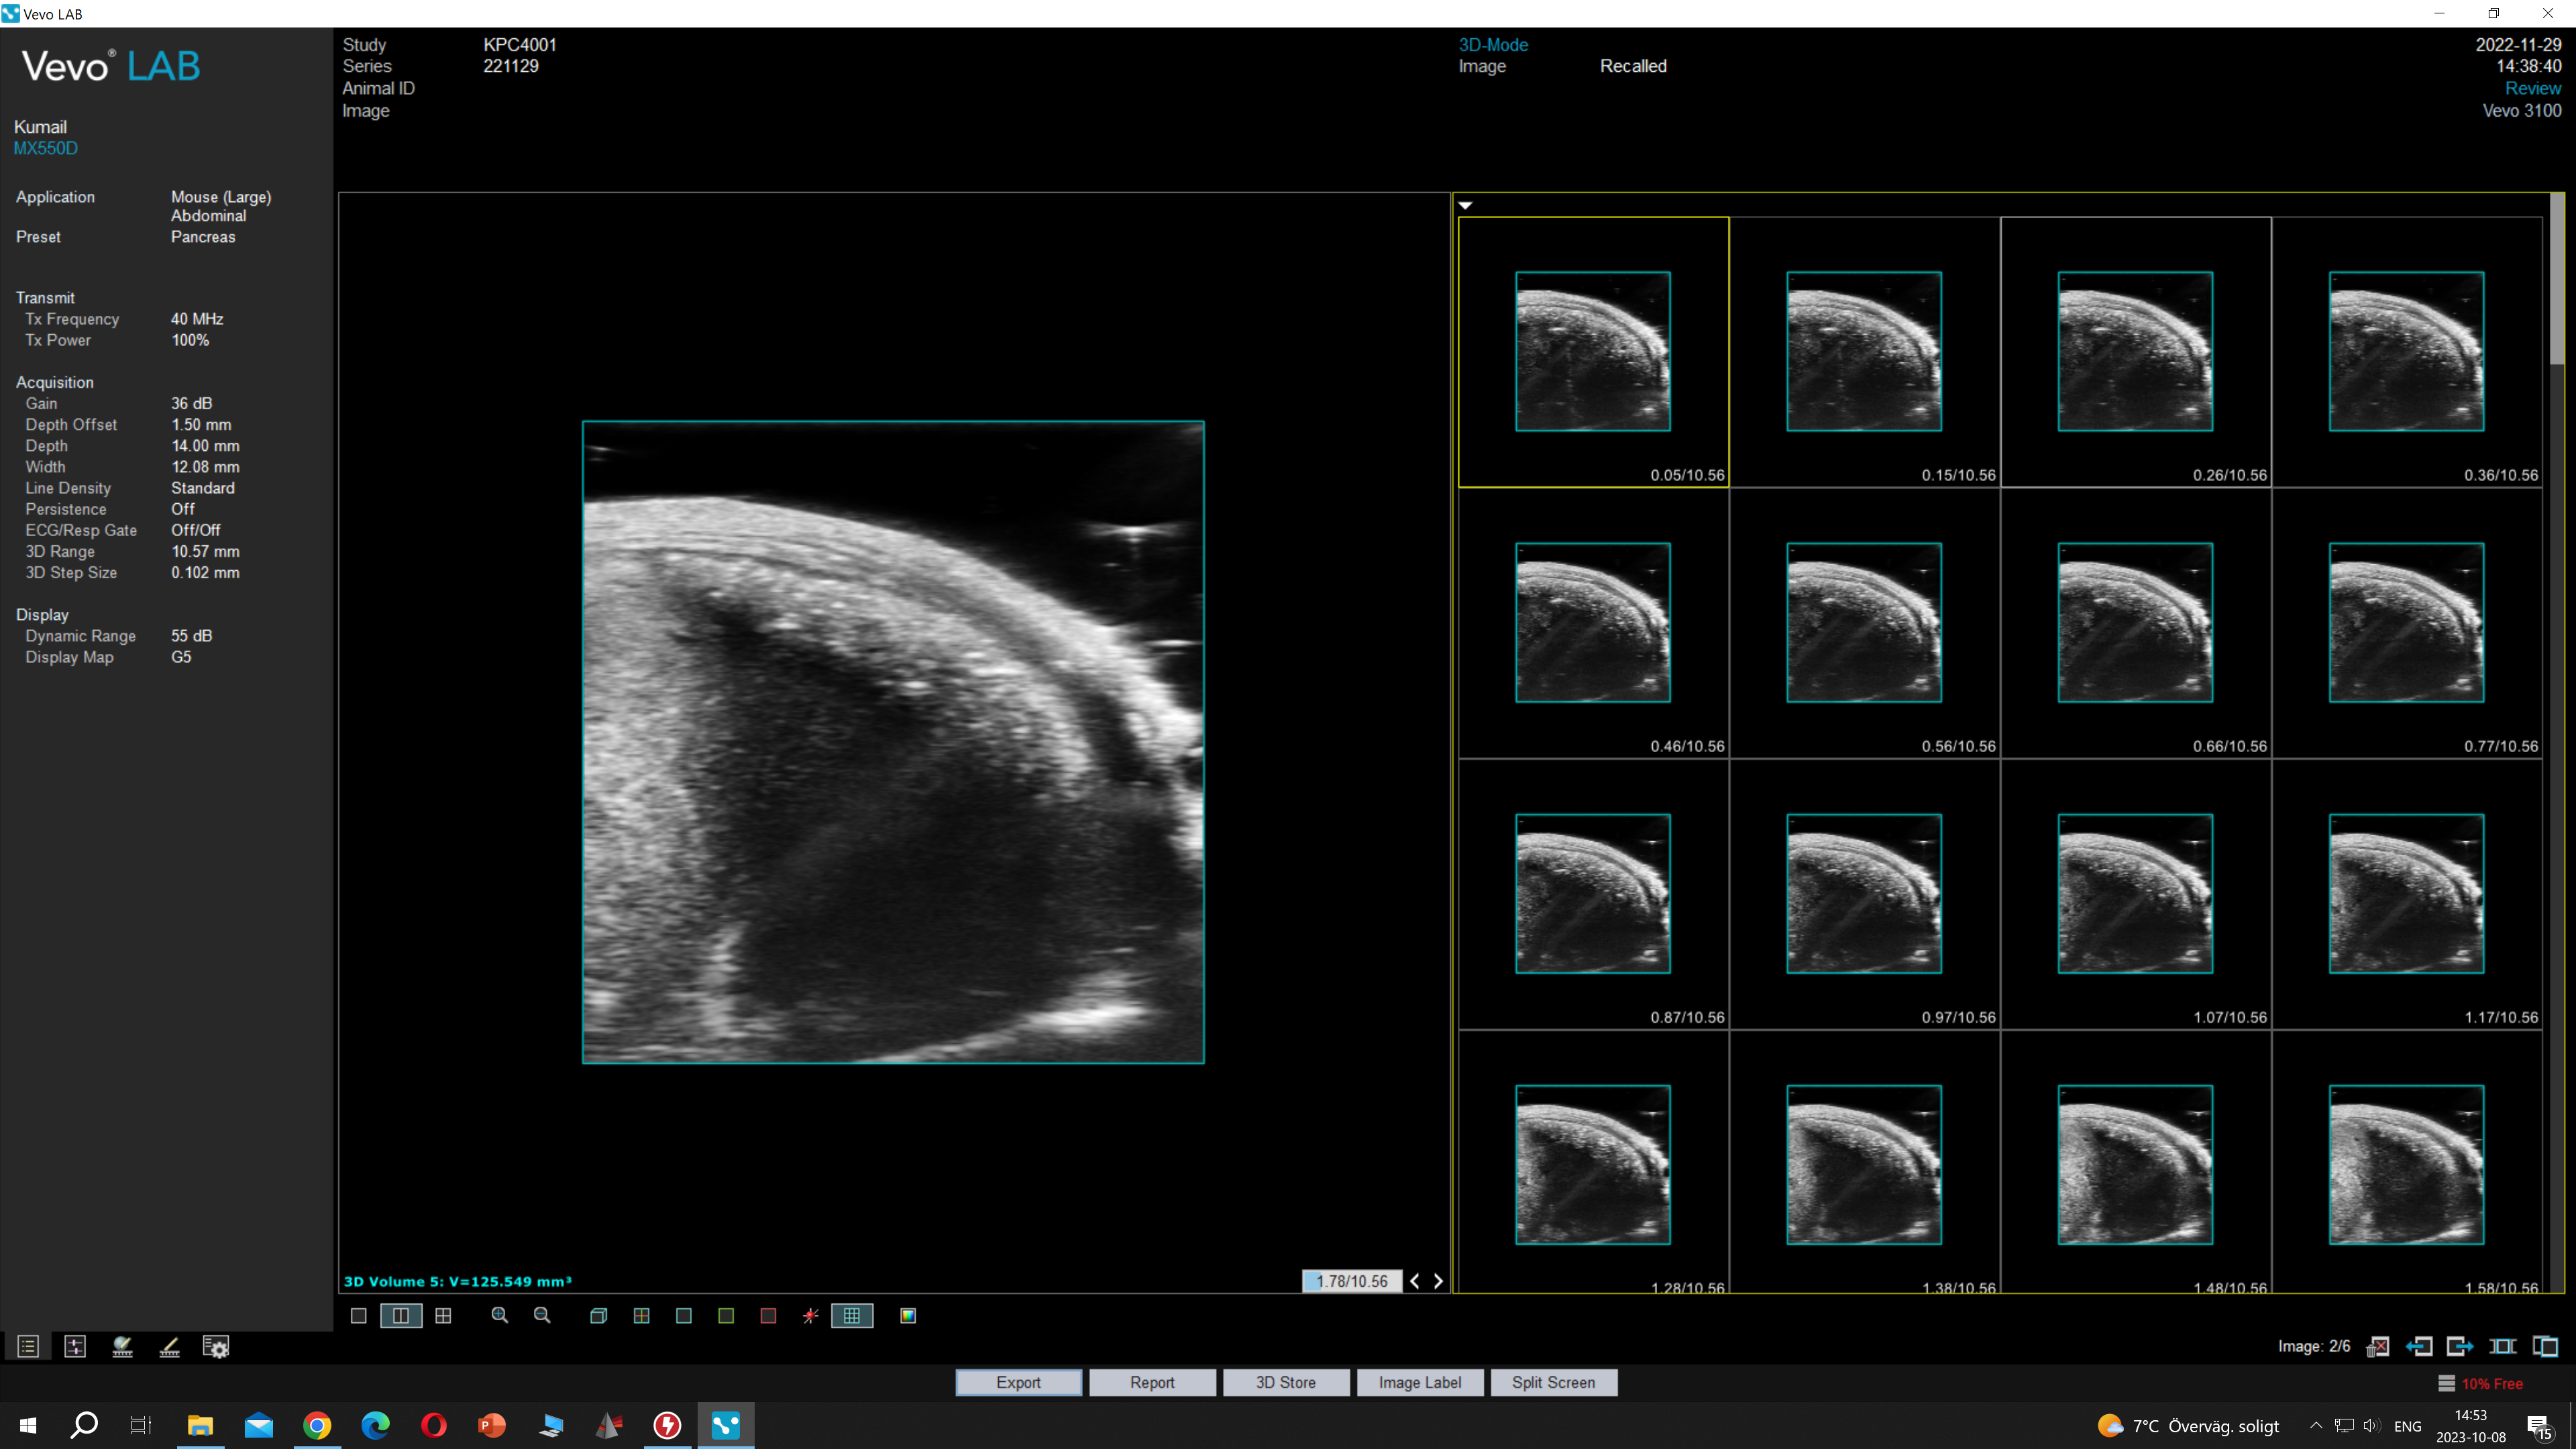 Vevo LAB
Vevo® LAB
Study KPC4001
Series 221129
Animal ID
Image
3D-Mode
Image Recalled
2022-11-29
14:38:40
Review
Vevo 3100
Kumail
MX550D
Application Mouse (Large)
Abdominal
Preset Pancreas
Transmit
Tx Frequency 40 MHz
Tx Power 100%
Acquisition
Gain 36 dB
Depth Offset 1.50 mm
Depth 14.00 mm
Width 12.08 mm
Line Density Standard
Persistence Off
ECG/Resp Gate Off/Off
3D Range 10.57 mm
3D Step Size 0.102 mm
Display
Dynamic Range 55 dB
Display Map G5
0.05/10.56 0.15/10.56 0.26/10.56 0.36/10.56
0.46/10.56 0.56/10.56 0.66/10.56 0.77/10.56
0.87/10.56 0.97/10.56 1.07/10.56 1.17/10.56
1.28/10.56 1.38/10.56 1.48/10.56 1.58/10.56
3D Volume 5: V=125.549 mm³
1.78/10.56
Image: 2/6
Export Report 3D Store Image Label Split Screen
10% Free
7°C Överväg. soligt
ENG
14:53
2023-10-08
15